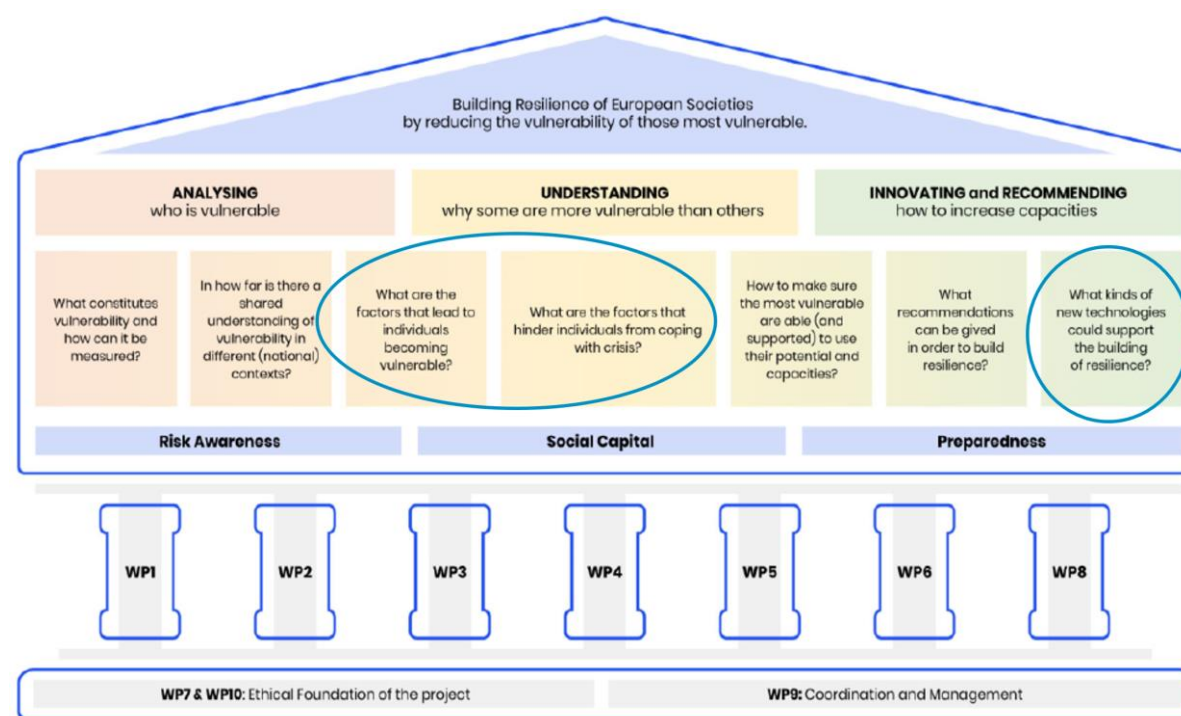 Building Resilience of European Societies
by reducing the vulnerability of those most vulnerable.
ANALYSING
who is vulnerable
UNDERSTANDING
why some are more vulnerable than others
INNOVATING and RECOMMENDING
how to increase capacities
What constitutes
vulnerability and
how can it be
measured?
In how far is there a
shared
understanding of
vulnerability in
different (national)
contexts?
What are the
factors that lead to
individuals
becoming
vulnerable?
What are the factors that
hinder individuals from coping
with crisis?
How to make sure
the most vulnerable
are able (and
supported) to use
their potential and
capacities?
What
recommendations
can be gived
in order to build
resilience?
What kinds of
new technologies
could support
the building
of resilience?
Risk Awareness
Social Capital
Preparedness
WP1
WP2
WP3
WP4
WP5
WP6
WP8
WP7 & WP10: Ethical Foundation of the project
WP9: Coordination and Management